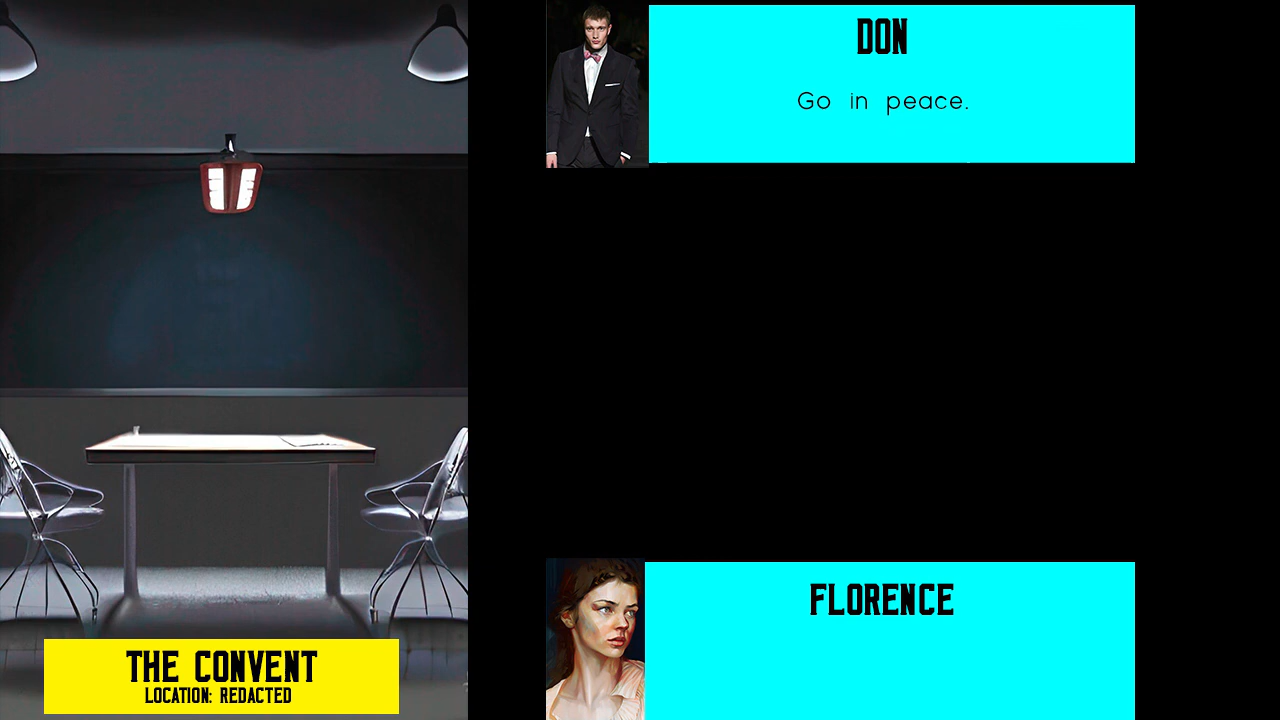 DON
Go in peace.
FLORENCE
THE CONVENT
LOCATION: REDACTED